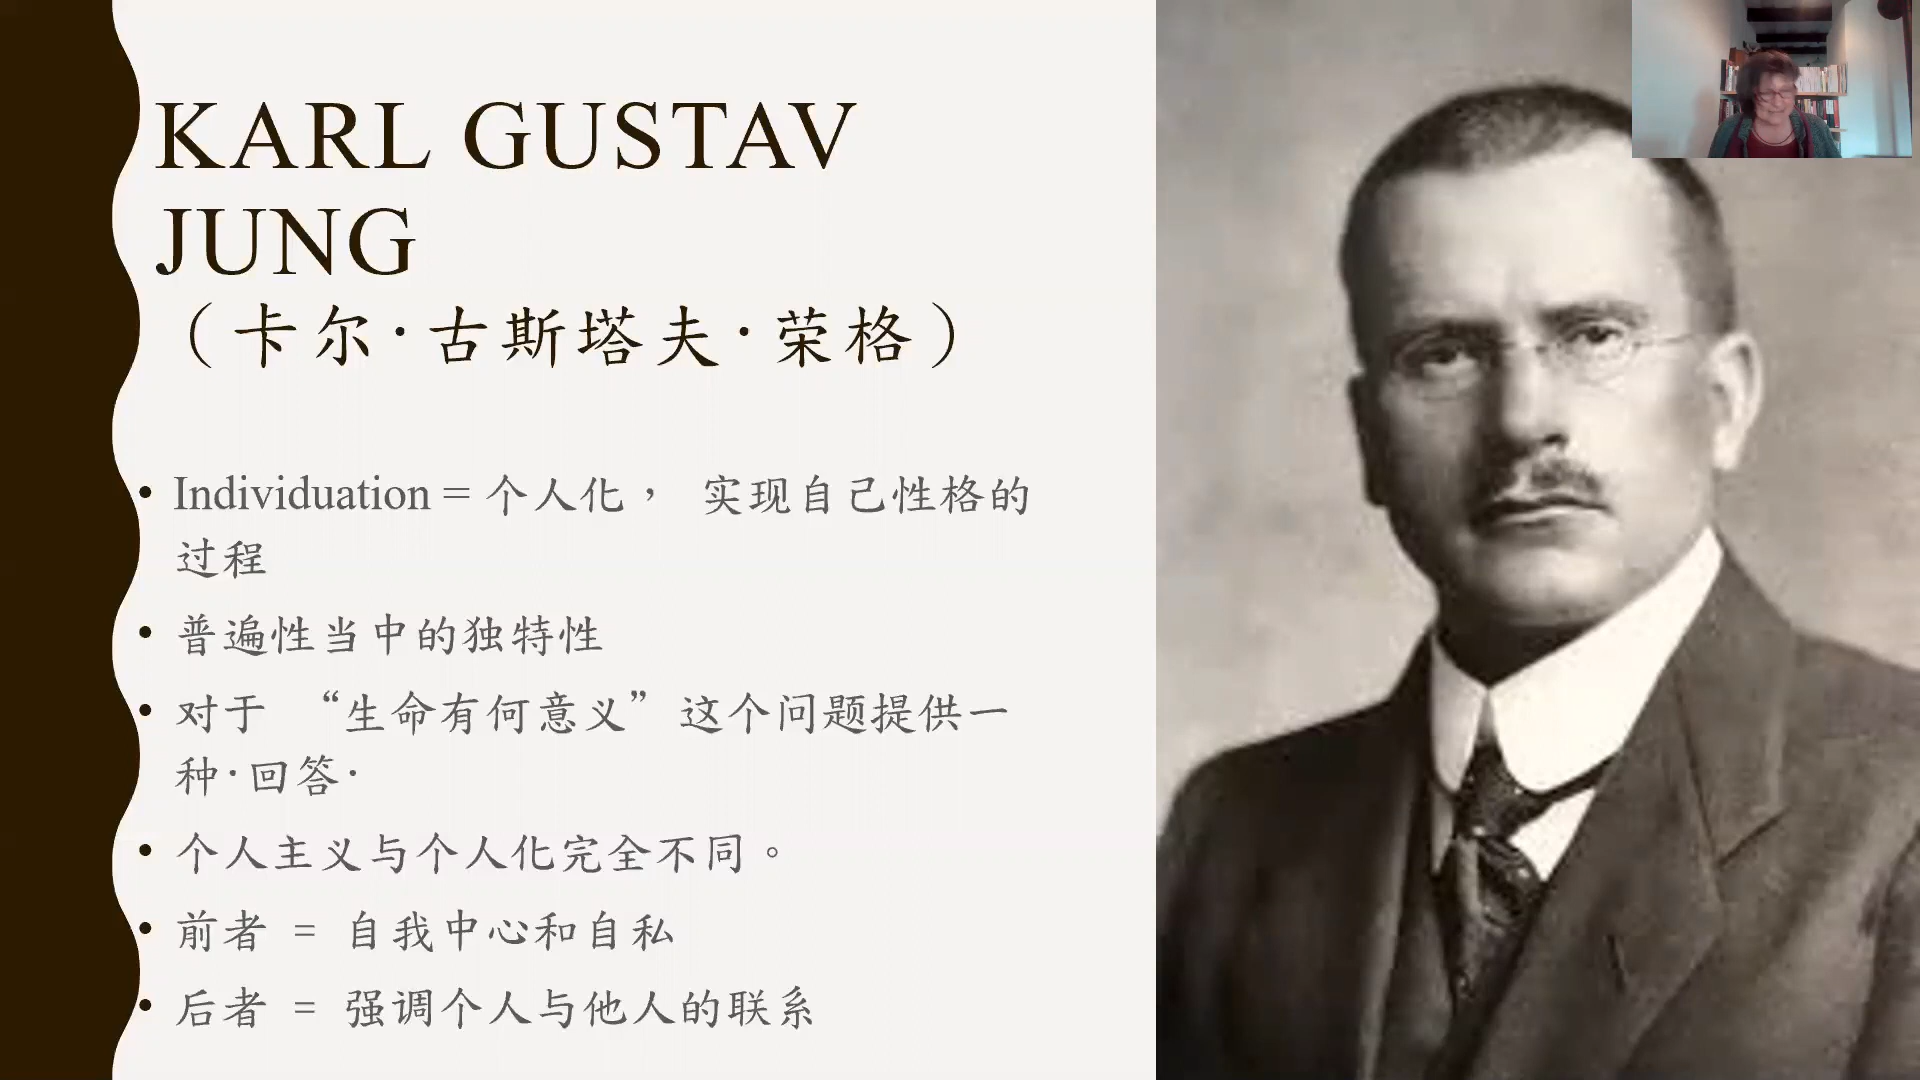 KARL GUSTAV
JUNG
（卡尔·古斯塔夫·荣格）
• Individuation = 个人化， 实现自己性格的
过程
• 普遍性当中的独特性
• 对于 “生命有何意义”这个问题提供一
种·回答·
• 个人主义与个人化完全不同。
• 前者 = 自我中心和自私
• 后者 = 强调个人与他人的联系